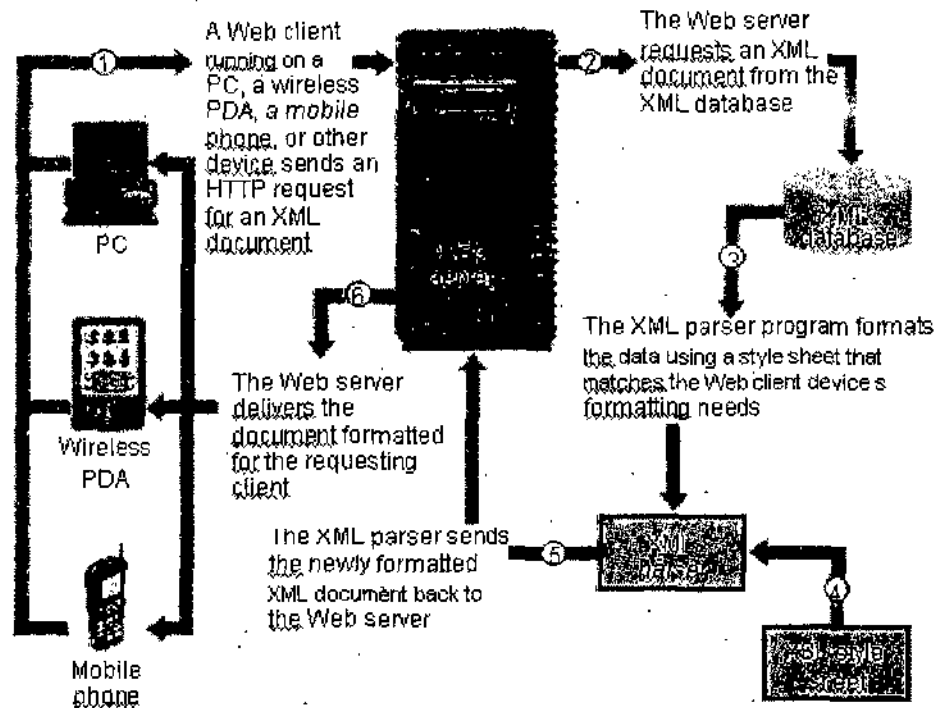 1
A Web client
running on a
PC, a wireless
PDA, a mobile
phone, or other
device sends an
HTTP request
for an XML
document
2
The Web server
requests an XML
document from the
XML database
PC
database
3
6
The XML parser program formats
the data using a style sheet that
matches the Web client device s
formatting needs
The Web server
delivers the
document formatted
for the requesting
client
Wireless
PDA
The XML parser sends
the newly formatted
XML document back to
the Web server
5
XML
parser
4
Mobile
phone
style